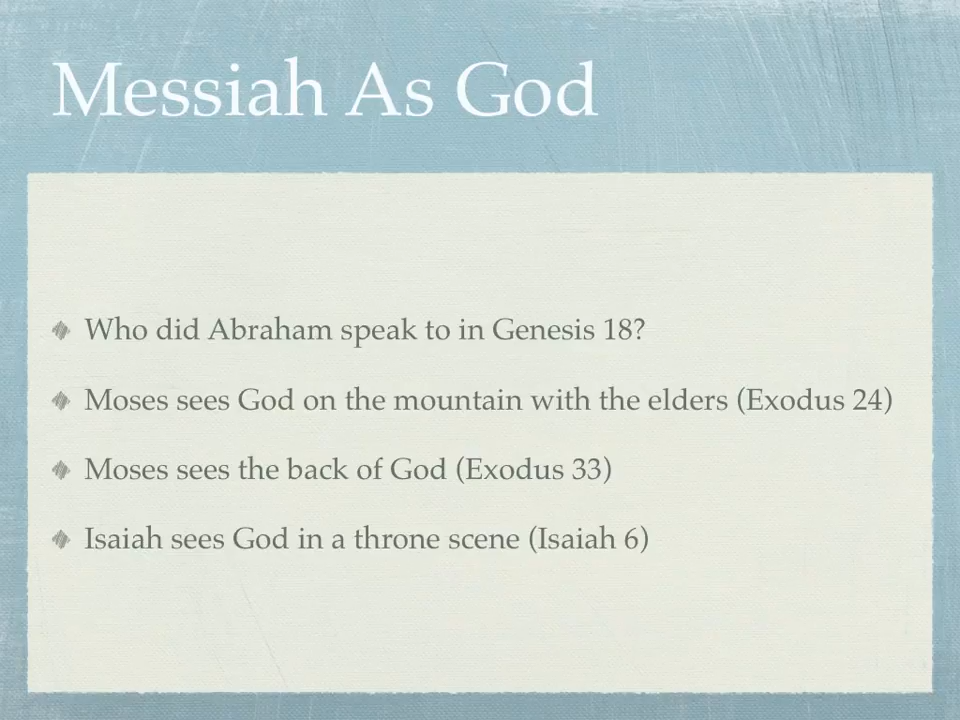 Messiah As God
Who did Abraham speak to in Genesis 18?
Moses sees God on the mountain with the elders (Exodus 24)
Moses sees the back of God (Exodus 33)
Isaiah sees God in a throne scene (Isaiah 6)